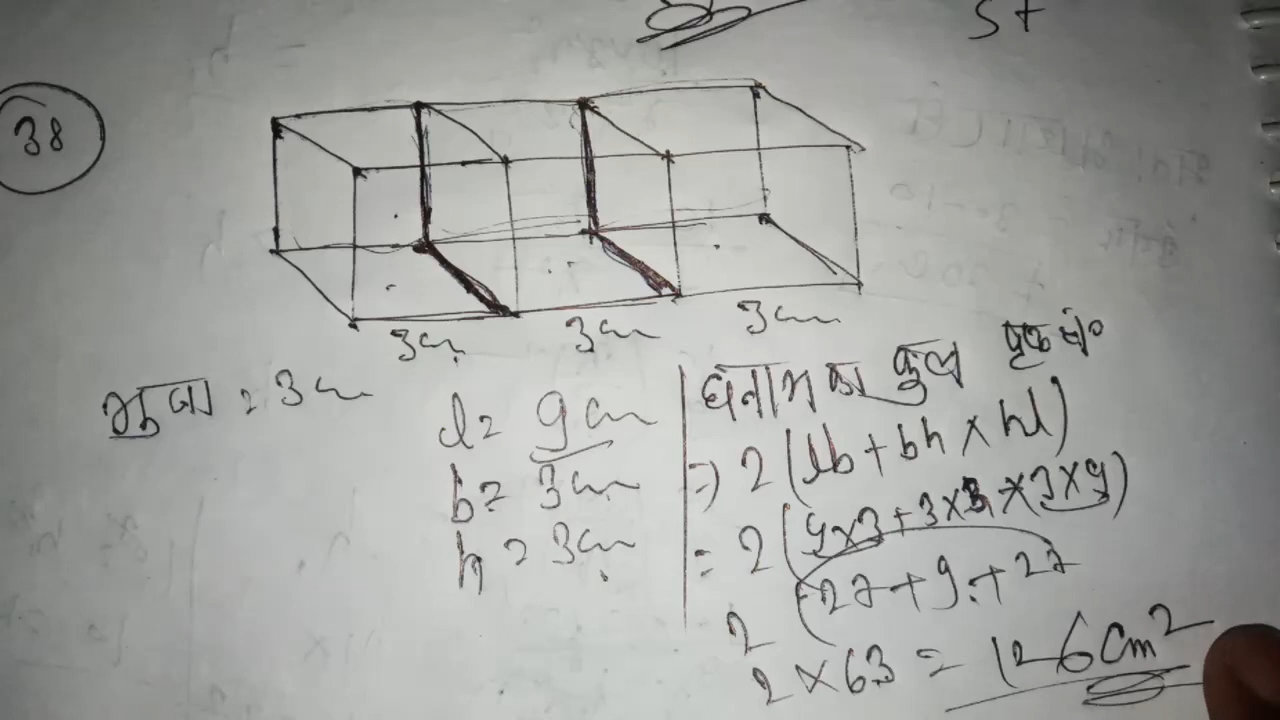 St
38
3cm 3cm 3cm
भुजा = 3cm
l = 9cm
b = 3cm
h = 3cm
घनाभ का कुल पृष्ठ क्षे०
=) 2(lb + bh × hl)
= 2(9×3+3×3×3×9)
2 (27+9+27
2×63 = 126cm²